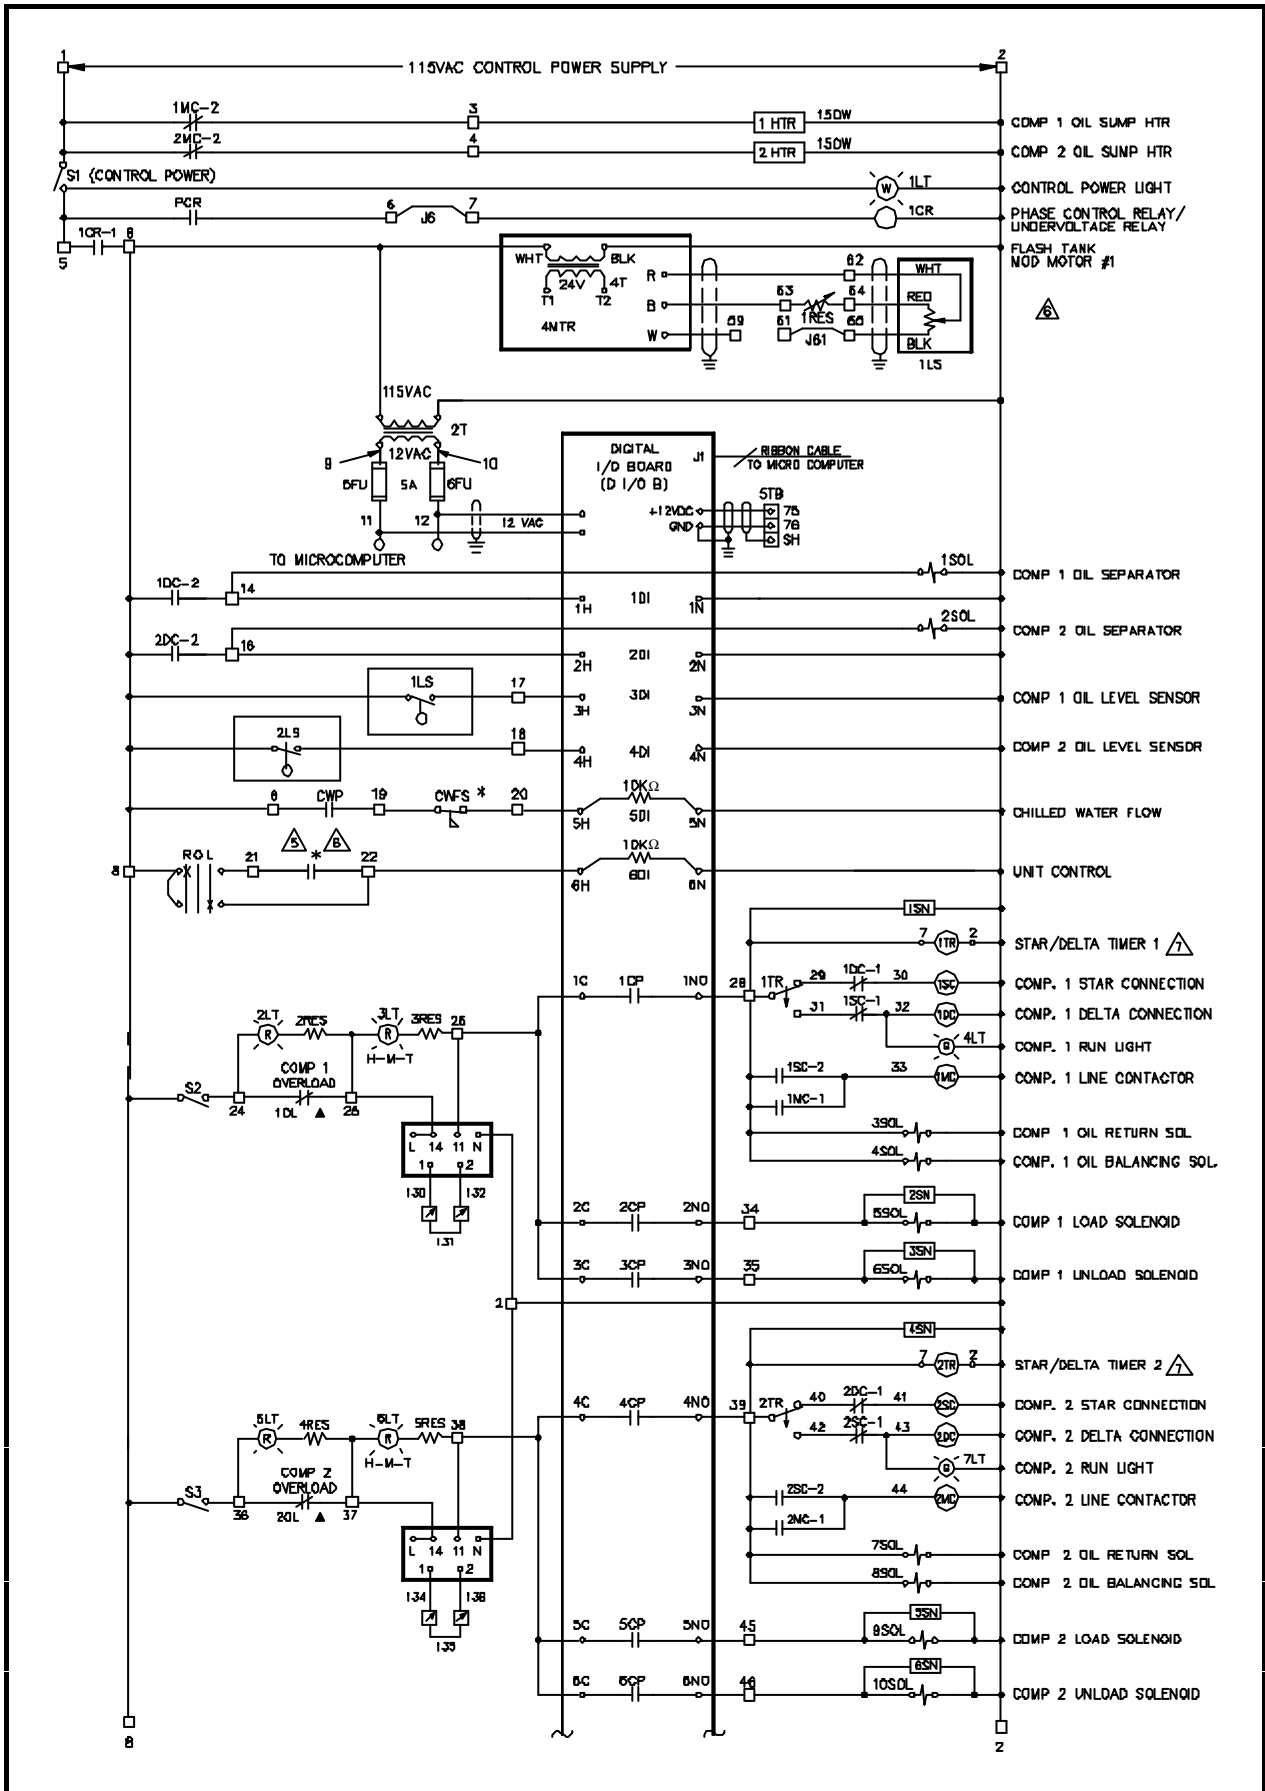 1
2
115VAC CONTROL POWER SUPPLY
1MC-2
3
1 HTR
150W
COMP 1 OIL SUMP HTR
2MC-2
4
2 HTR
150W
COMP 2 OIL SUMP HTR
S1 (CONTROL POWER)
W
1LT
CONTROL POWER LIGHT
PCR
6
J6
7
1CR
PHASE CONTROL RELAY/
UNDERVOLTAGE RELAY
1CR-1
8
5
FLASH TANK
MOD MOTOR #1
WHT
BLK
24V
4T
T1
T2
4MTR
R
B
W
62
63
64
1RES
59
61
J61
WHT
RED
BLK
1LS
6
115VAC
2T
12VAC
9
10
5FU
5A
6FU
11
12
12 VAC
TO MICROCOMPUTER
DIGITAL
I/O BOARD
(D I/O B)
J1
RIBBON CABLE
TO MICRO COMPUTER
+12VDC
GND
5TB
75
76
SH
1DC-2
14
1SOL
COMP 1 OIL SEPARATOR
1H
1DI
1N
2DC-2
16
2SOL
COMP 2 OIL SEPARATOR
2H
2DI
2N
1LS
17
3H
3DI
3N
COMP 1 OIL LEVEL SENSOR
2LS
18
4H
4DI
4N
COMP 2 OIL LEVEL SENSOR
8
CWP
19
CWFS *
20
5H
10KΩ
5DI
5N
CHILLED WATER FLOW
5
*
6
8
R O L
21
22
6H
10KΩ
6DI
6N
UNIT CONTROL
1SN
7
1TR
2
STAR/DELTA TIMER 1
7
1C
1CP
1NO
28
1TR
29
1DC-1
30
1SC
COMP. 1 STAR CONNECTION
31
1SC-1
32
1DC
COMP. 1 DELTA CONNECTION
G
4LT
COMP. 1 RUN LIGHT
1SC-2
33
1MC
COMP. 1 LINE CONTACTOR
1MC-1
3SOL
COMP 1 OIL RETURN SOL
4SOL
COMP. 1 OIL BALANCING SOL.
2LT
R
2RES
3LT
R
3RES
26
H-M-T
COMP 1
OVERLOAD
S2
24
1OL
25
L 14 11 N
1 2
130
132
131
2C
2CP
2NO
34
2SN
5SOL
COMP 1 LOAD SOLENOID
3C
3CP
3NO
35
3SN
6SOL
COMP 1 UNLOAD SOLENOID
2
4SN
7
2TR
2
STAR/DELTA TIMER 2
7
4C
4CP
4NO
39
2TR
40
2DC-1
41
2SC
COMP. 2 STAR CONNECTION
42
2SC-1
43
2DC
COMP. 2 DELTA CONNECTION
G
7LT
COMP. 2 RUN LIGHT
2SC-2
44
2MC
COMP. 2 LINE CONTACTOR
2MC-1
7SOL
COMP 2 OIL RETURN SOL
8SOL
COMP 2 OIL BALANCING SOL
R
4RES
R
5RES
38
H-M-T
COMP 2
OVERLOAD
S3
36
2OL
37
L 14 11 N
1 2
134
136
135
5C
5CP
5NO
45
5SN
9SOL
COMP 2 LOAD SOLENOID
6C
6CP
6NO
46
6SN
10SOL
COMP 2 UNLOAD SOLENOID
8
2